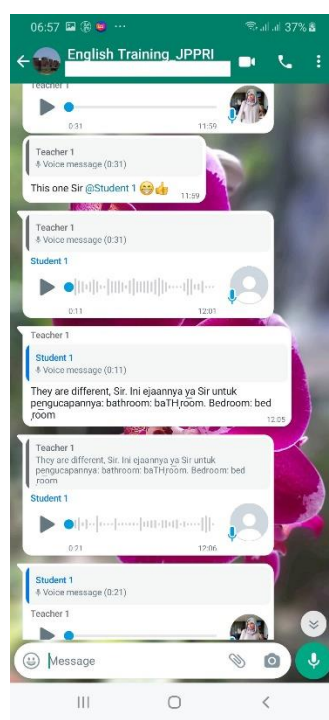 06:57
37%
English Training_JPPRI
Teacher 1
0:31 11:59
Teacher 1
Voice message (0:31)
This one Sir @Student 1 😁👍
11:59
Teacher 1
Voice message (0:31)
Student 1
0:11 12:01
Teacher 1
Student 1
Voice message (0:11)
They are different, Sir. Ini ejaannya ya Sir untuk
pengucapannya: bathroom: baTH,room. Bedroom: bed
,room
12.05
Teacher 1
They are different, Sir. Ini ejaannya ya Sir untuk
pengucapannya: bathroom: baTH,room. Bedroom: bed
,room
Student 1
0:21 12:06
Student 1
Voice message (0:21)
Teacher 1
Message